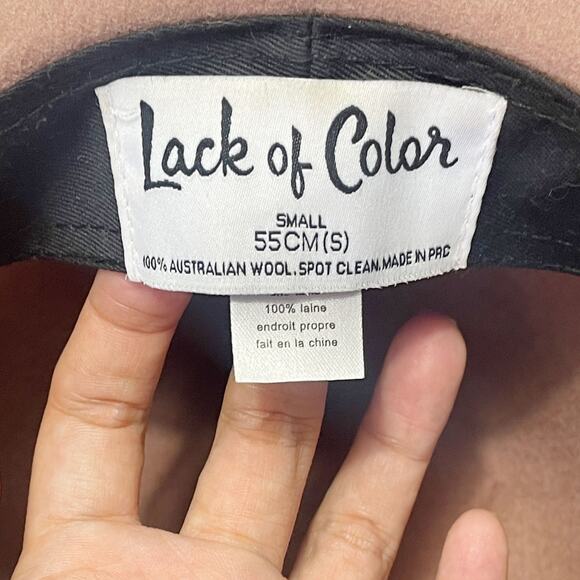 Lack of Color
SMALL
55CM(S)
100% AUSTRALIAN WOOL.SPOT CLEAN.MADE IN PRC
100% laine
endroit propre
fait en la chine